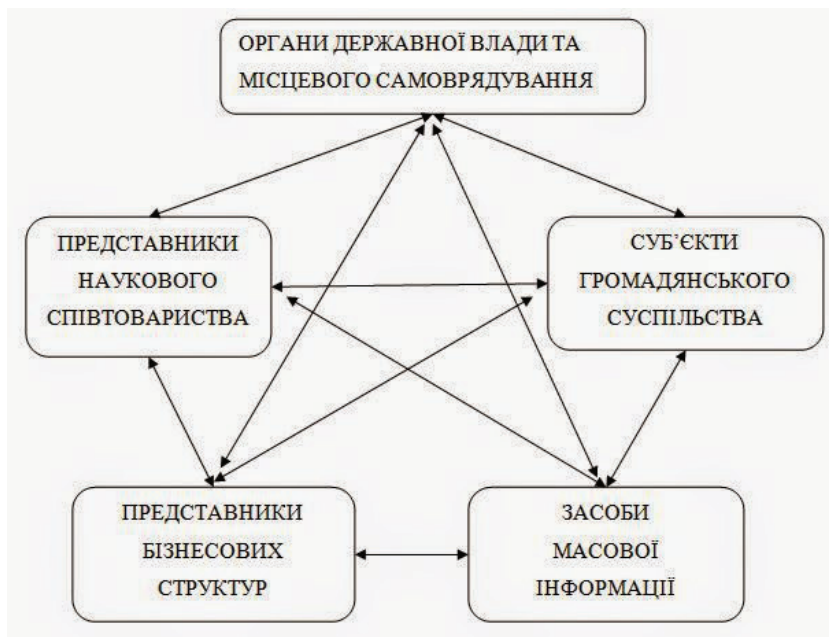 ОРГАНИ ДЕРЖАВНОЇ ВЛАДИ ТА
МІСЦЕВОГО САМОВРЯДУВАННЯ
ПРЕДСТАВНИКИ
НАУКОВОГО
СПІВТОВАРИСТВА
СУБ’ЄКТИ
ГРОМАДЯНСЬКОГО
СУСПІЛЬСТВА
ПРЕДСТАВНИКИ
БІЗНЕСОВИХ
СТРУКТУР
ЗАСОБИ
МАСОВОЇ
ІНФОРМАЦІЇ